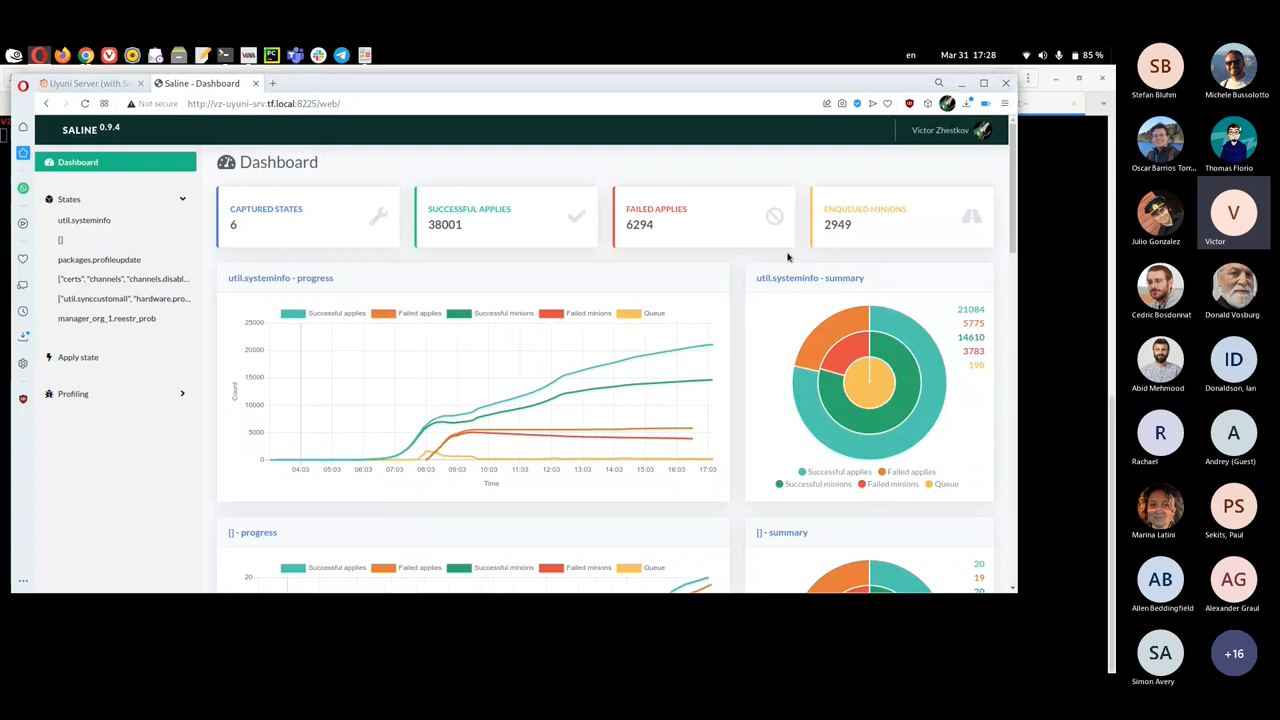 en
Mar 31 17:28
85 %
Uyuni Server (with Sa
Saline - Dashboard
Not secure
http://vz-uyuni-srv.tf.local:8225/web/
SALINE 0.9.4
Victor Zhestkov
Dashboard
States
util.systeminfo
[]
packages.profileupdate
["certs", "channels", "channels.disabl...
["util.synccustomall", "hardware.pro...
manager_org_1.reestr_prob
Apply state
Profiling
Dashboard
CAPTURED STATES
6
SUCCESSFUL APPLIES
38001
FAILED APPLIES
6294
ENQUEUED MINIONS
2949
util.systeminfo - progress
Successful applies
Failed applies
Successful minions
Failed minions
Queue
25000
20000
15000
10000
5000
0
Count
04:03
05:03
06:03
07:03
08:03
09:03
10:03
11:03
12:03
13:03
14:03
15:03
16:03
17:03
Time
util.systeminfo - summary
21084
5775
14610
3783
198
Successful applies
Failed applies
Successful minions
Failed minions
Queue
[] - progress
Successful applies
Failed applies
Successful minions
Failed minions
Queue
20
[] - summary
20
19
20
SB
Stefan Bluhm
Michele Bussolotto
Oscar Barrios Torr...
Thomas Florio
Julio Gonzalez
V
Victor
Cedric Bosdonnat
Donald Vosburg
Abid Mehmood
ID
Donaldson, Ian
R
Rachael
A
Andrey (Guest)
Marina Latini
PS
Sekits, Paul
AB
Allen Beddingfield
AG
Alexander Graul
SA
Simon Avery
+16